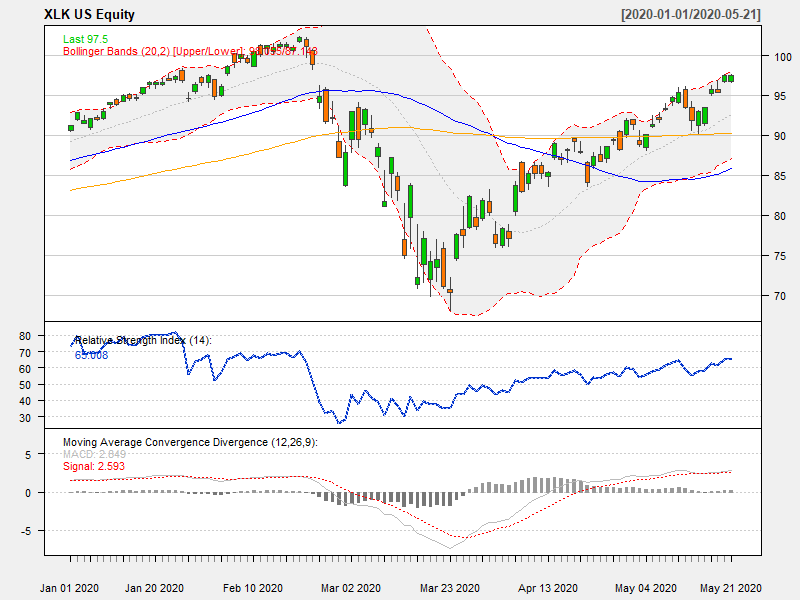 XLK US Equity [2020-01-01/2020-05-21]
Last 97.5
Bollinger Bands (20,2) [Upper/Lower]:
100
95
90
85
80
75
70
Relative Strength Index (14):
65.008
80
70
60
50
40
30
Moving Average Convergence Divergence (12,26,9):
MACD: 2.849
Signal: 2.593
5
0
-5
Jan 01 2020 Jan 20 2020 Feb 10 2020 Mar 02 2020 Mar 23 2020 Apr 13 2020 May 04 2020 May 21 2020